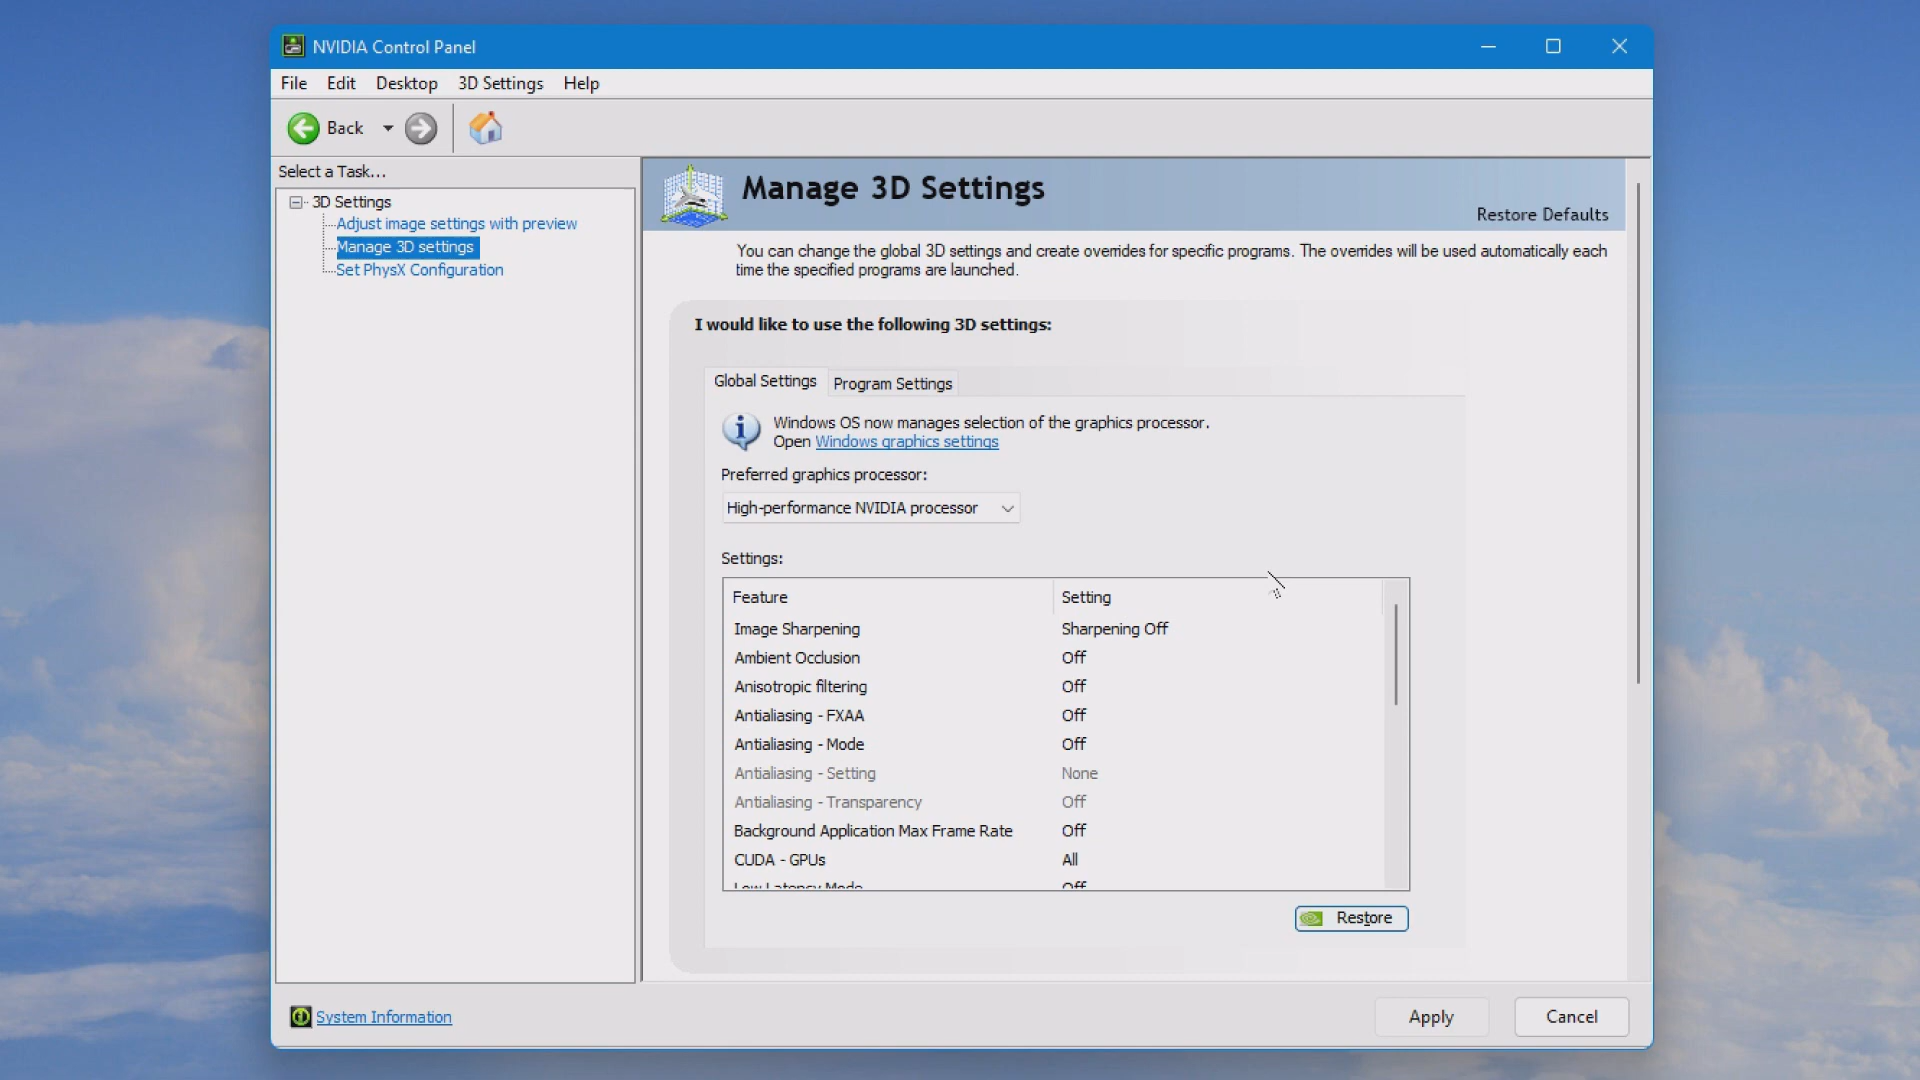 NVIDIA Control Panel
File Edit Desktop 3D Settings Help
Back
Select a Task...
3D Settings
Adjust image settings with preview
Manage 3D settings
Set PhysX Configuration
Manage 3D Settings
Restore Defaults
You can change the global 3D settings and create overrides for specific programs. The overrides will be used automatically each
time the specified programs are launched.
I would like to use the following 3D settings:
Global Settings Program Settings
Windows OS now manages selection of the graphics processor.
Open Windows graphics settings
Preferred graphics processor:
High-performance NVIDIA processor
Settings:
Feature Setting
Image Sharpening Sharpening Off
Ambient Occlusion Off
Anisotropic filtering Off
Antialiasing - FXAA Off
Antialiasing - Mode Off
Antialiasing - Setting None
Antialiasing - Transparency Off
Background Application Max Frame Rate Off
CUDA - GPUs All
Low Latency Mode Off
Restore
System Information
Apply Cancel